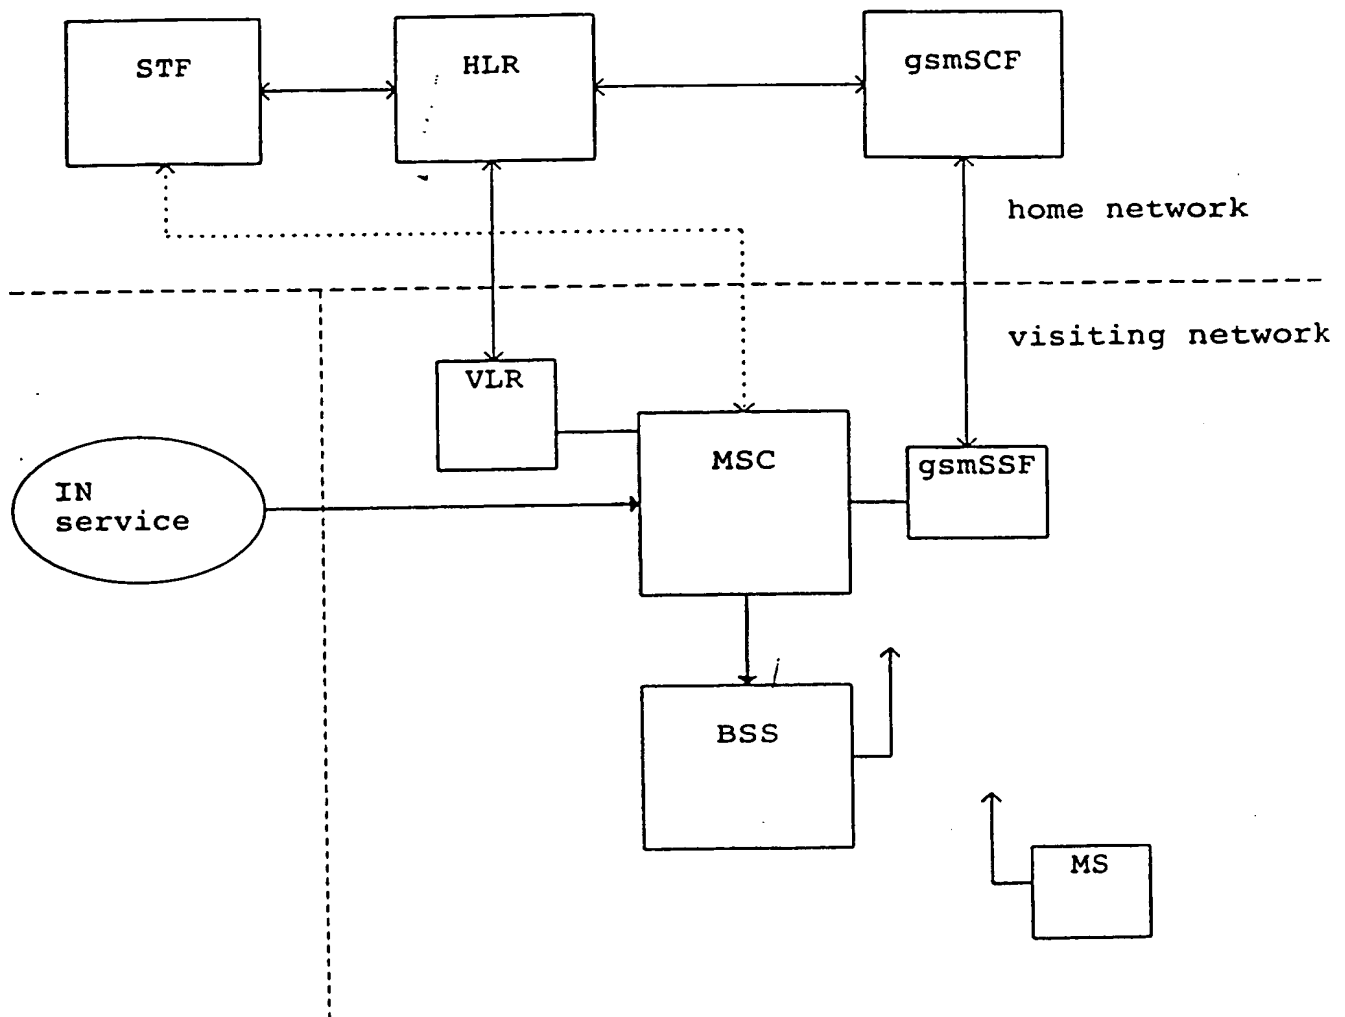 STF
HLR
gsmSCF
home network
visiting network
VLR
MSC
gsmSSF
IN
service
BSS
MS